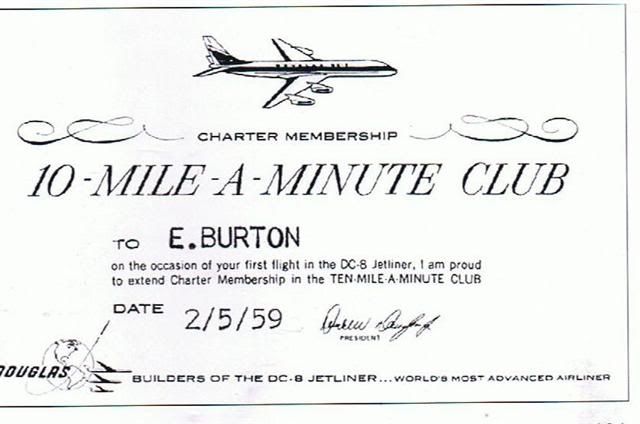 CHARTER MEMBERSHIP
10-MILE-A-MINUTE CLUB
TO E.BURTON
on the occasion of your first flight in the DC-8 Jetliner, I am proud
to extend Charter Membership in the TEN-MILE-A-MINUTE CLUB
DATE 2/5/59
PRESIDENT
DOUGLAS
BUILDERS OF THE DC-8 JETLINER...WORLD'S MOST ADVANCED AIRLINER